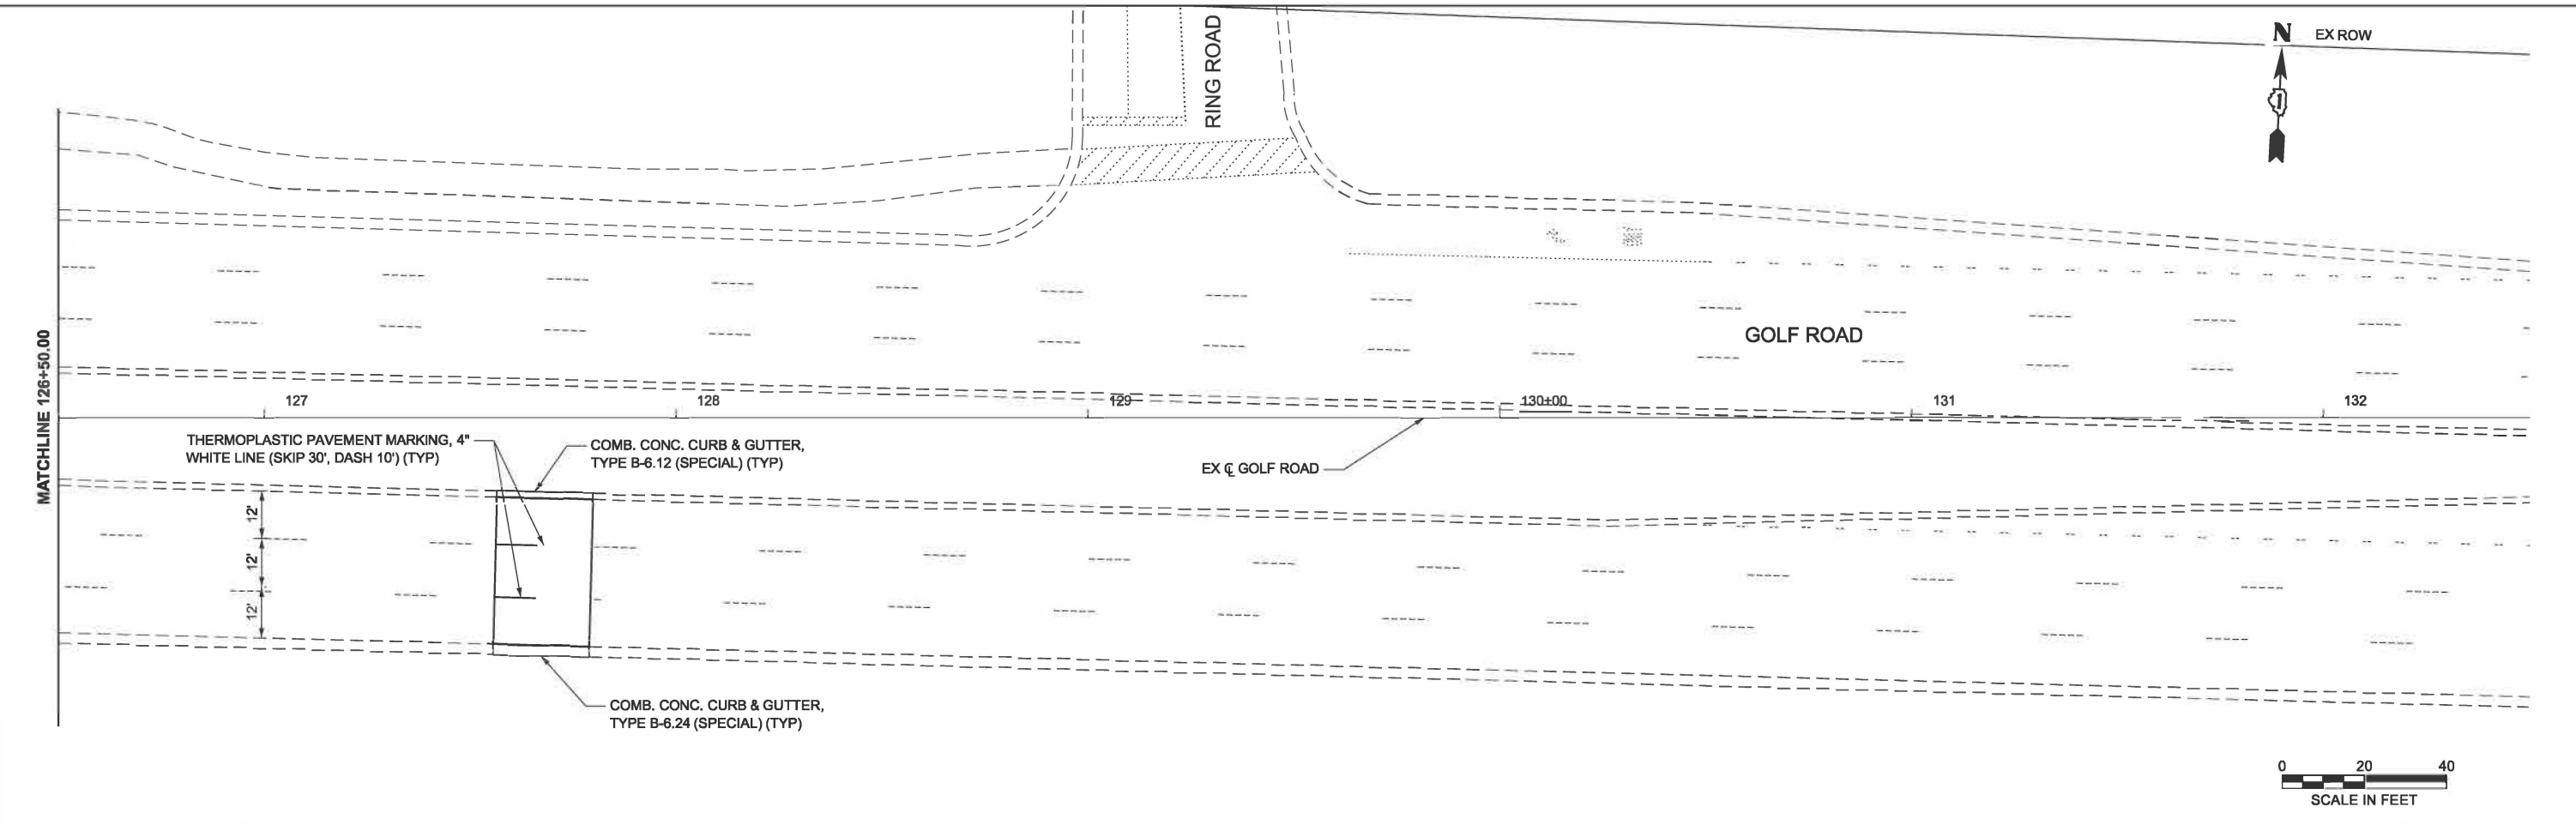 RING ROAD
N
EX ROW
GOLF ROAD
MATCHLINE 126+50.00
127
128
129
130+00
131
132
THERMOPLASTIC PAVEMENT MARKING, 4"
WHITE LINE (SKIP 30', DASH 10') (TYP)
COMB. CONC. CURB & GUTTER,
TYPE B-6.12 (SPECIAL) (TYP)
EX ℄ GOLF ROAD
12'
12'
12'
COMB. CONC. CURB & GUTTER,
TYPE B-6.24 (SPECIAL) (TYP)
0 20 40
SCALE IN FEET